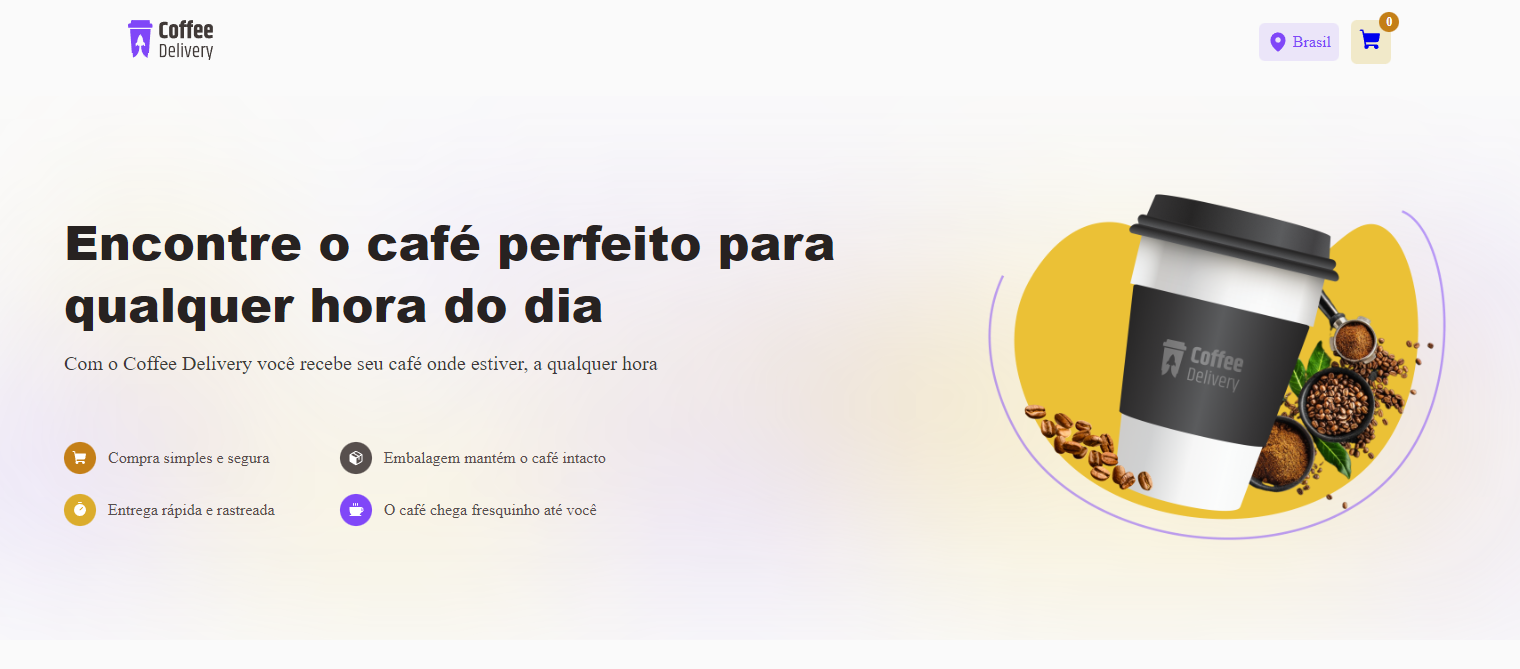 Coffee
Delivery
Brasil
0
Encontre o café perfeito para
qualquer hora do dia
Com o Coffee Delivery você recebe seu café onde estiver, a qualquer hora
Compra simples e segura
Embalagem mantém o café intacto
Entrega rápida e rastreada
O café chega fresquinho até você
Coffee
Delivery